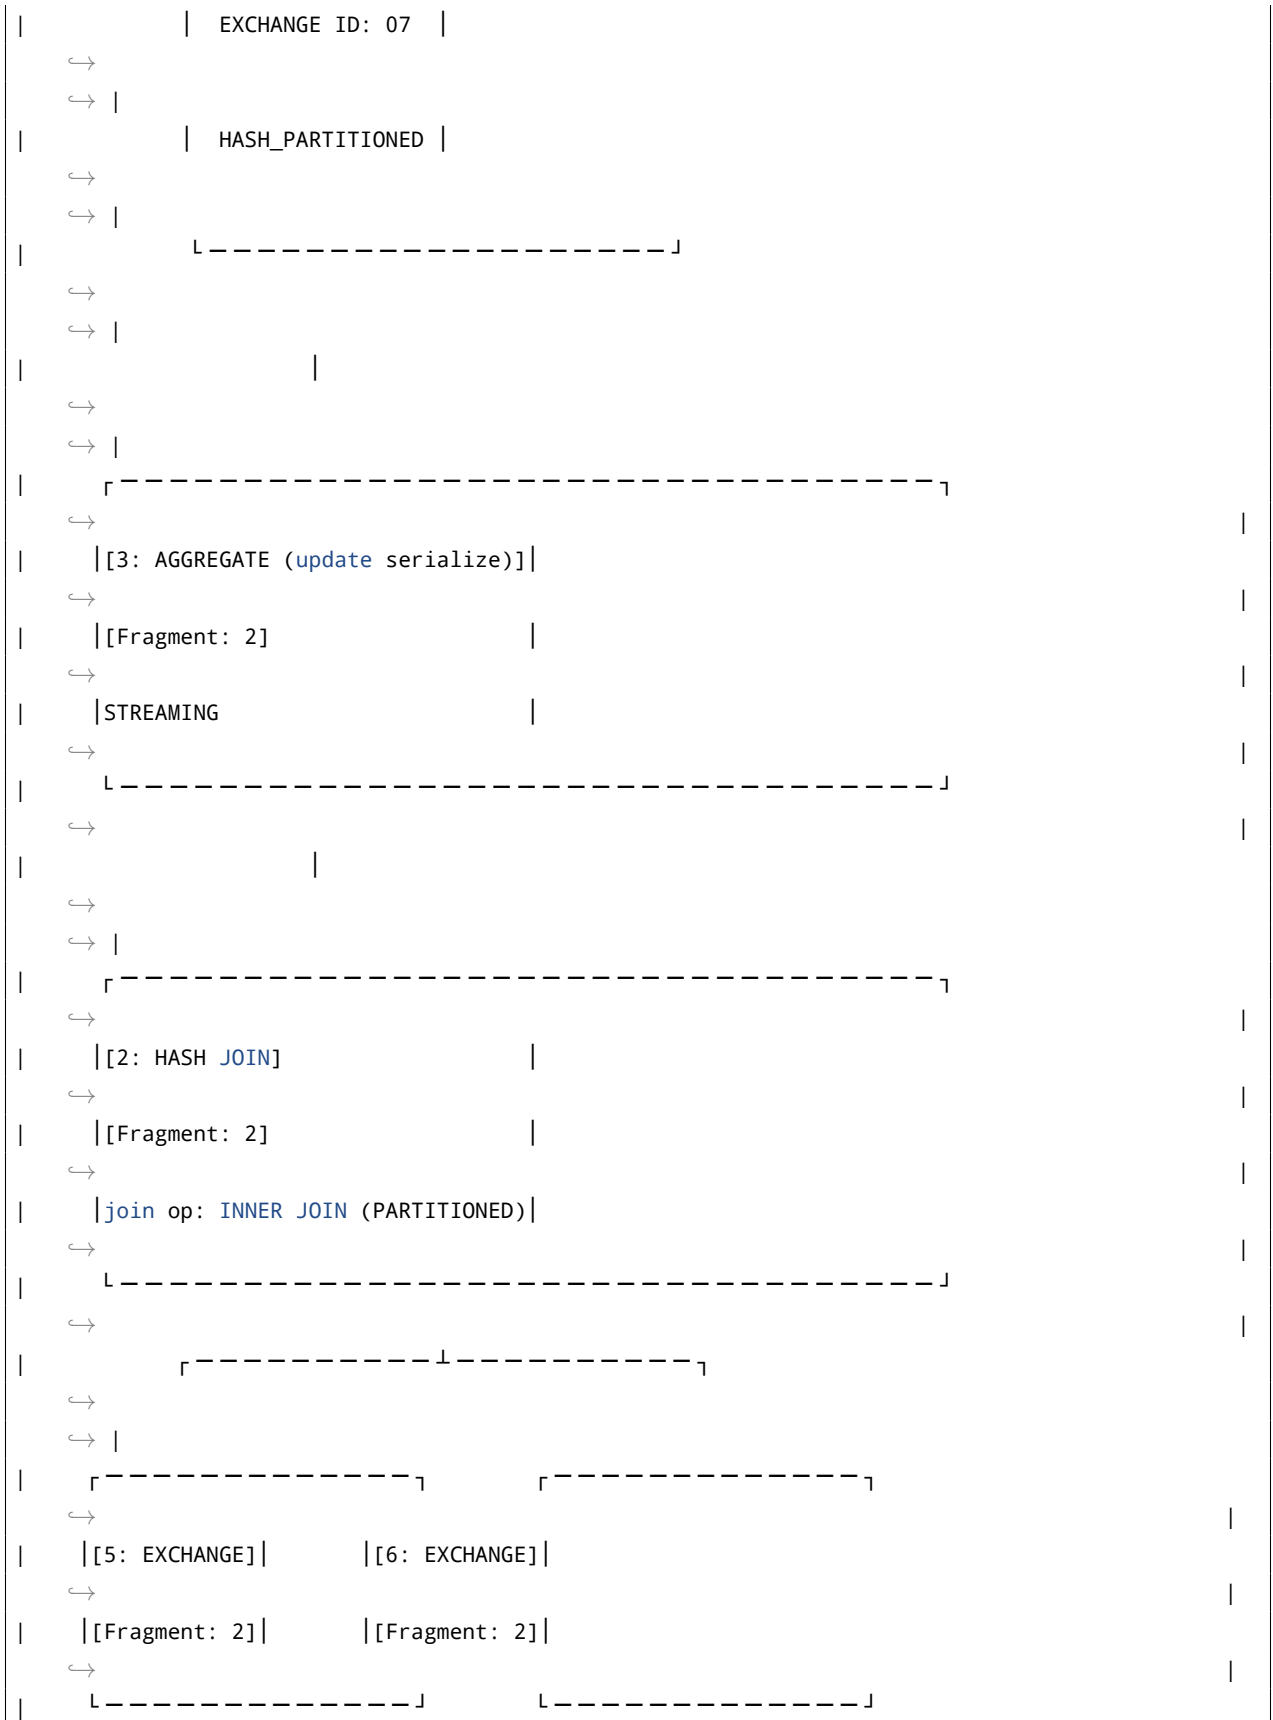 |             │  EXCHANGE ID: 07  │
↪
↪ |
|             │  HASH_PARTITIONED │
↪
↪ |
|             └───────────────────┘
↪
↪ |
|                       │
↪
↪ |
|      ┌─────────────────────────────────┐
↪ |
|      │[3: AGGREGATE (update serialize)]│
↪ |
|      │[Fragment: 2]                    │
↪ |
|      │STREAMING                        │
↪ |
|      └─────────────────────────────────┘
↪ |
|                       │
↪
↪ |
|      ┌─────────────────────────────────┐
↪ |
|      │[2: HASH JOIN]                   │
↪ |
|      │[Fragment: 2]                    │
↪ |
|      │join op: INNER JOIN (PARTITIONED)│
↪ |
|      └─────────────────────────────────┘
↪ |
|            ┌──────────┴──────────┐
↪
↪ |
|     ┌─────────────┐       ┌─────────────┐
↪ |
|     │[5: EXCHANGE]│       │[6: EXCHANGE]│
↪ |
|     │[Fragment: 2]│       │[Fragment: 2]│
↪ |
|     └─────────────┘       └─────────────┘